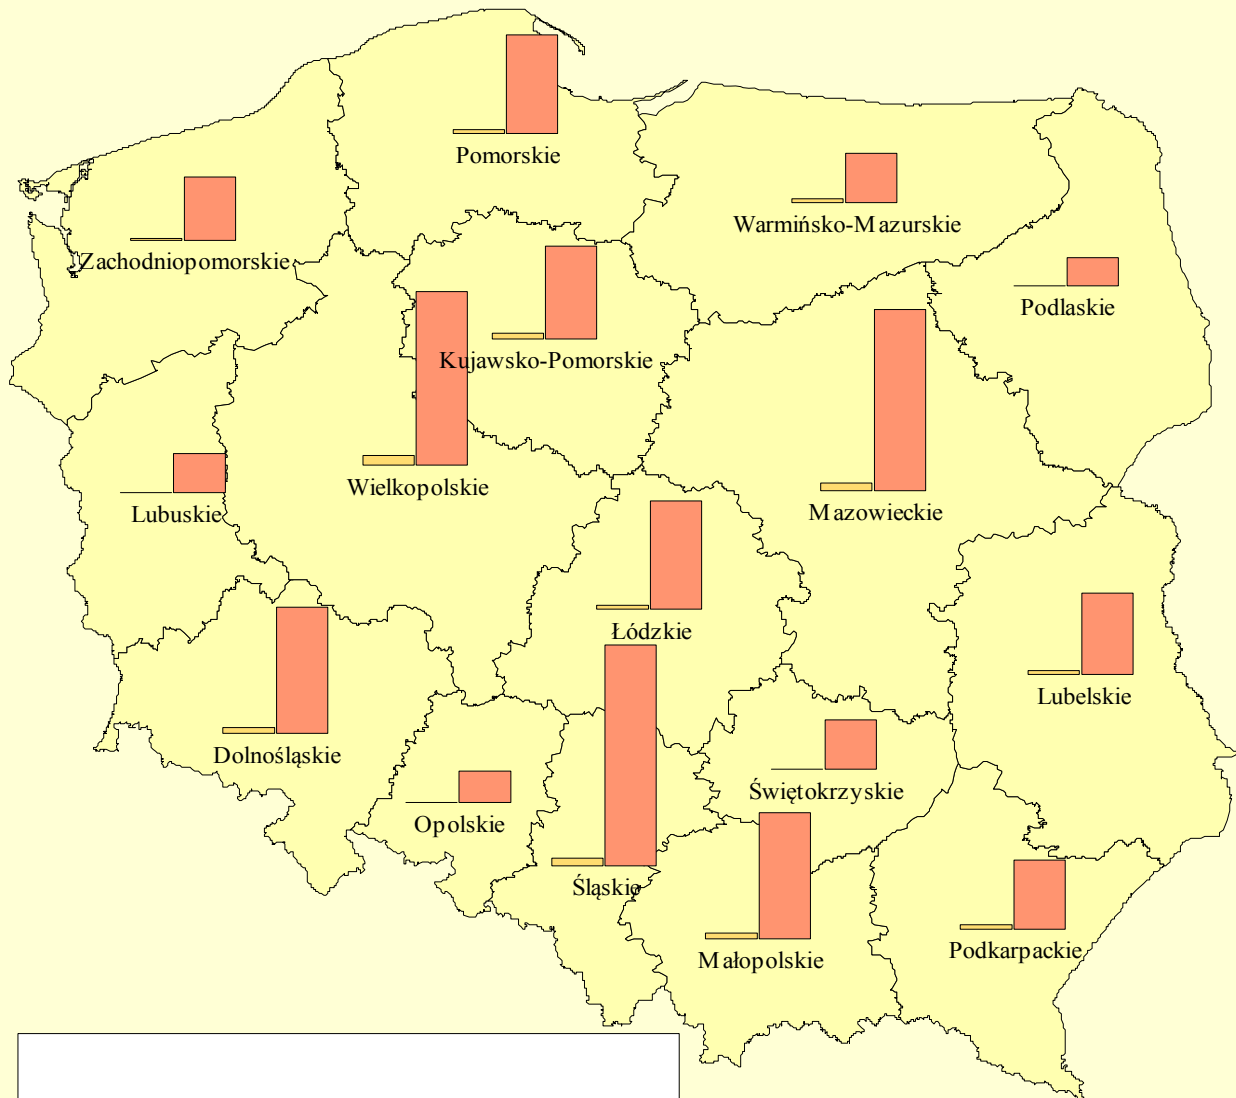 Pomorskie
Warmińsko-Mazurskie
Zachodniopomorskie
Podlaskie
Kujawsko-Pomorskie
Wielkopolskie
Mazowieckie
Lubuskie
Łódzkie
Lubelskie
Dolnośląskie
Świętokrzyskie
Opolskie
Śląskie
Małopolskie
Podkarpackie